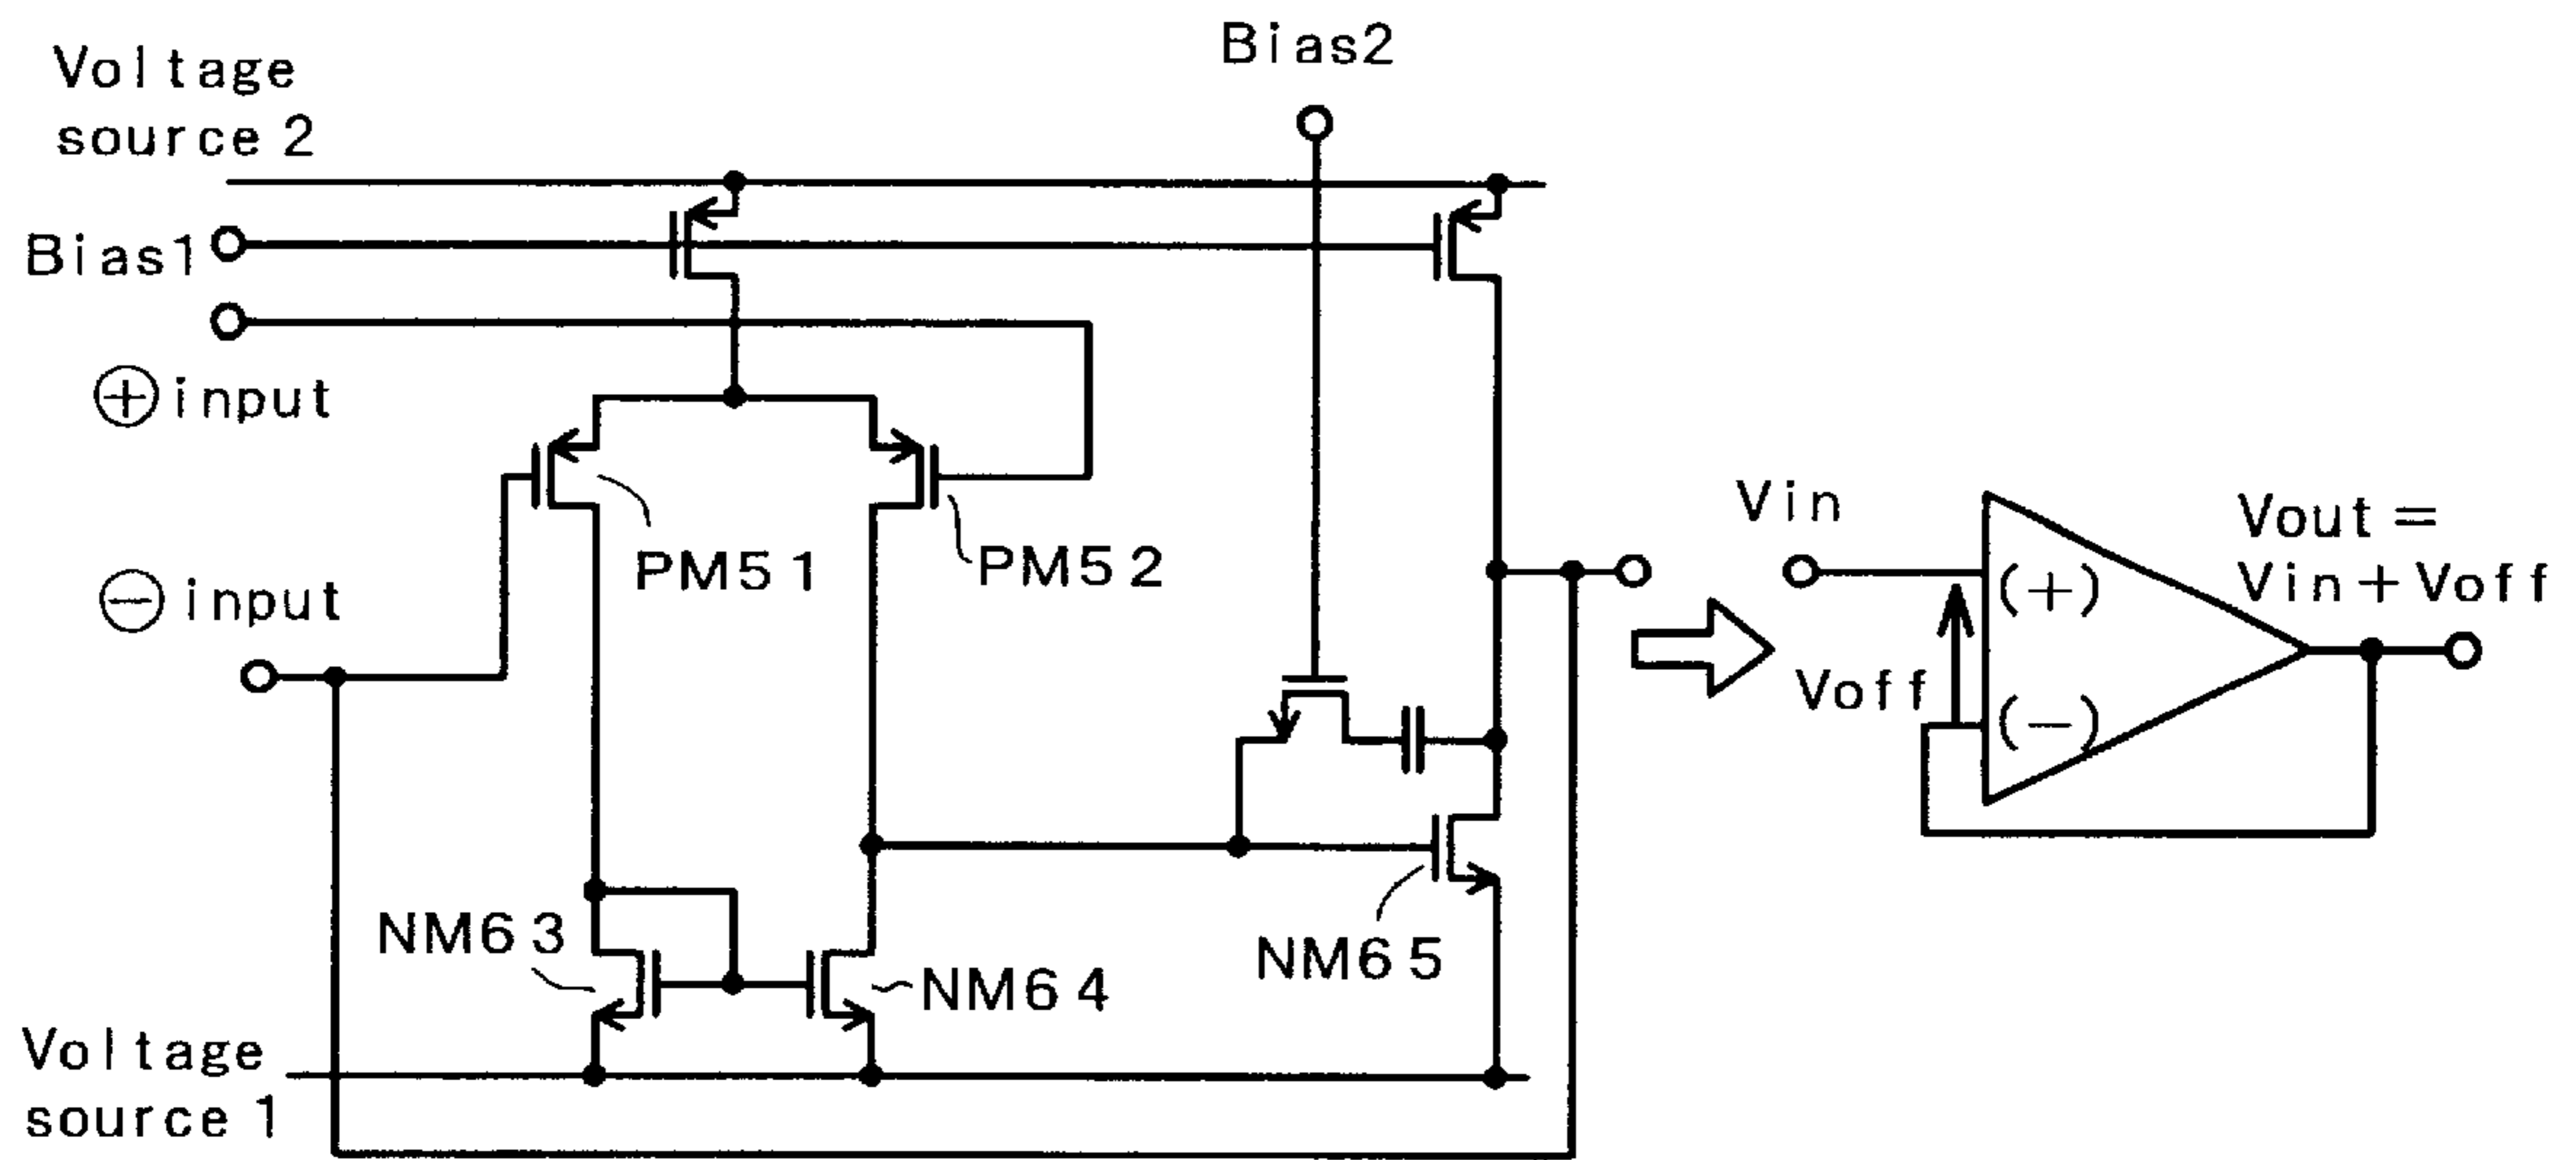 Bias2
Voltage
source 2
Bias1
⊕ input
PM51
PM52
⊖ input
Vin
Vout =
Vin + Voff
(+)
Voff
(−)
NM63
NM64
NM65
Voltage
source 1